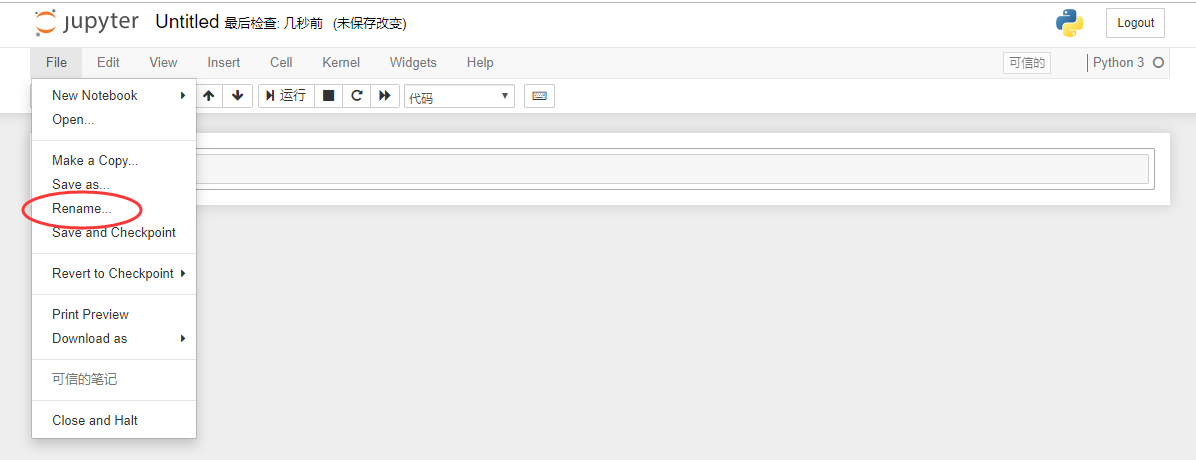 jupyter Untitled 最后检查: 几秒前 (未保存改变) Logout
File Edit View Insert Cell Kernel Widgets Help 可信的 Python 3
运行 代码
New Notebook
Open...
Make a Copy...
Save as...
Rename...
Save and Checkpoint
Revert to Checkpoint
Print Preview
Download as
可信的笔记
Close and Halt